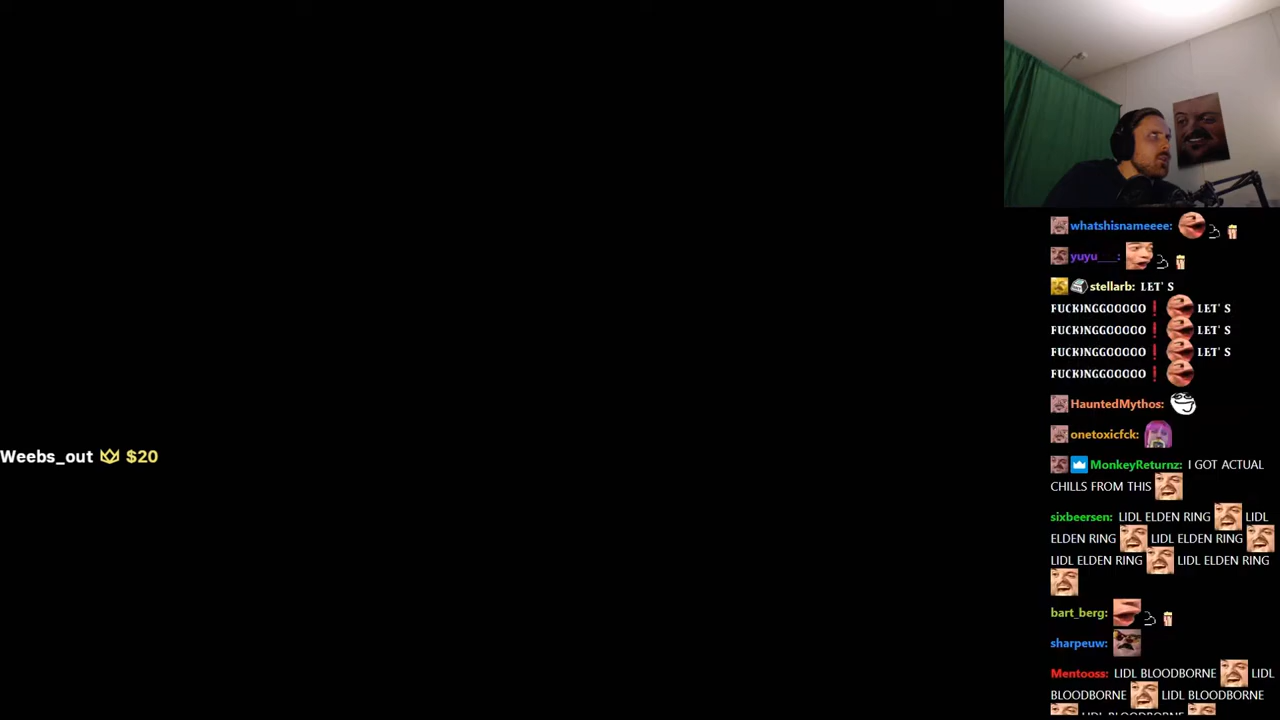 whatshisnameeee:
yuyu___:
stellarb: LET'S
FUCKINGGOOOOO❗ LET'S
FUCKINGGOOOOO❗ LET'S
FUCKINGGOOOOO❗ LET'S
FUCKINGGOOOOO❗
HauntedMythos:
onetoxicfck:
Weebs_out $20
MonkeyReturnz: I GOT ACTUAL
CHILLS FROM THIS
sixbeersen: LIDL ELDEN RING LIDL
ELDEN RING LIDL ELDEN RING
LIDL ELDEN RING LIDL ELDEN RING
bart_berg:
sharpeuw:
Mentooss: LIDL BLOODBORNE LIDL
BLOODBORNE LIDL BLOODBORNE
LIDL BLOODBORNE